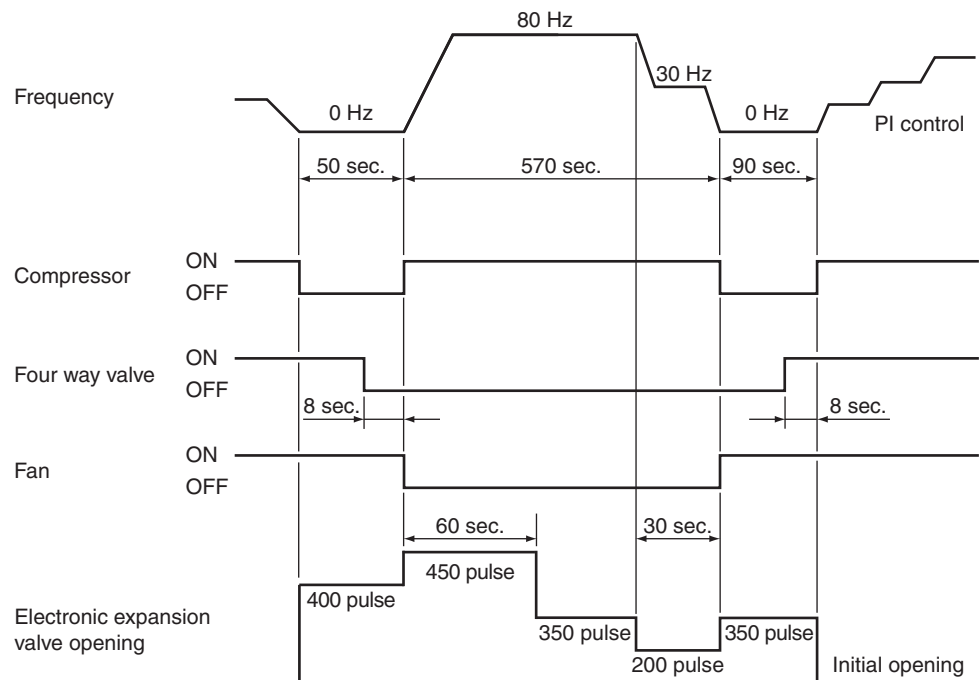 80 Hz
Frequency
0 Hz
30 Hz
0 Hz
PI control
50 sec.
570 sec.
90 sec.
Compressor
ON
OFF
Four way valve
ON
OFF
8 sec.
8 sec.
Fan
ON
OFF
60 sec.
30 sec.
450 pulse
400 pulse
Electronic expansion
valve opening
350 pulse
350 pulse
200 pulse
Initial opening